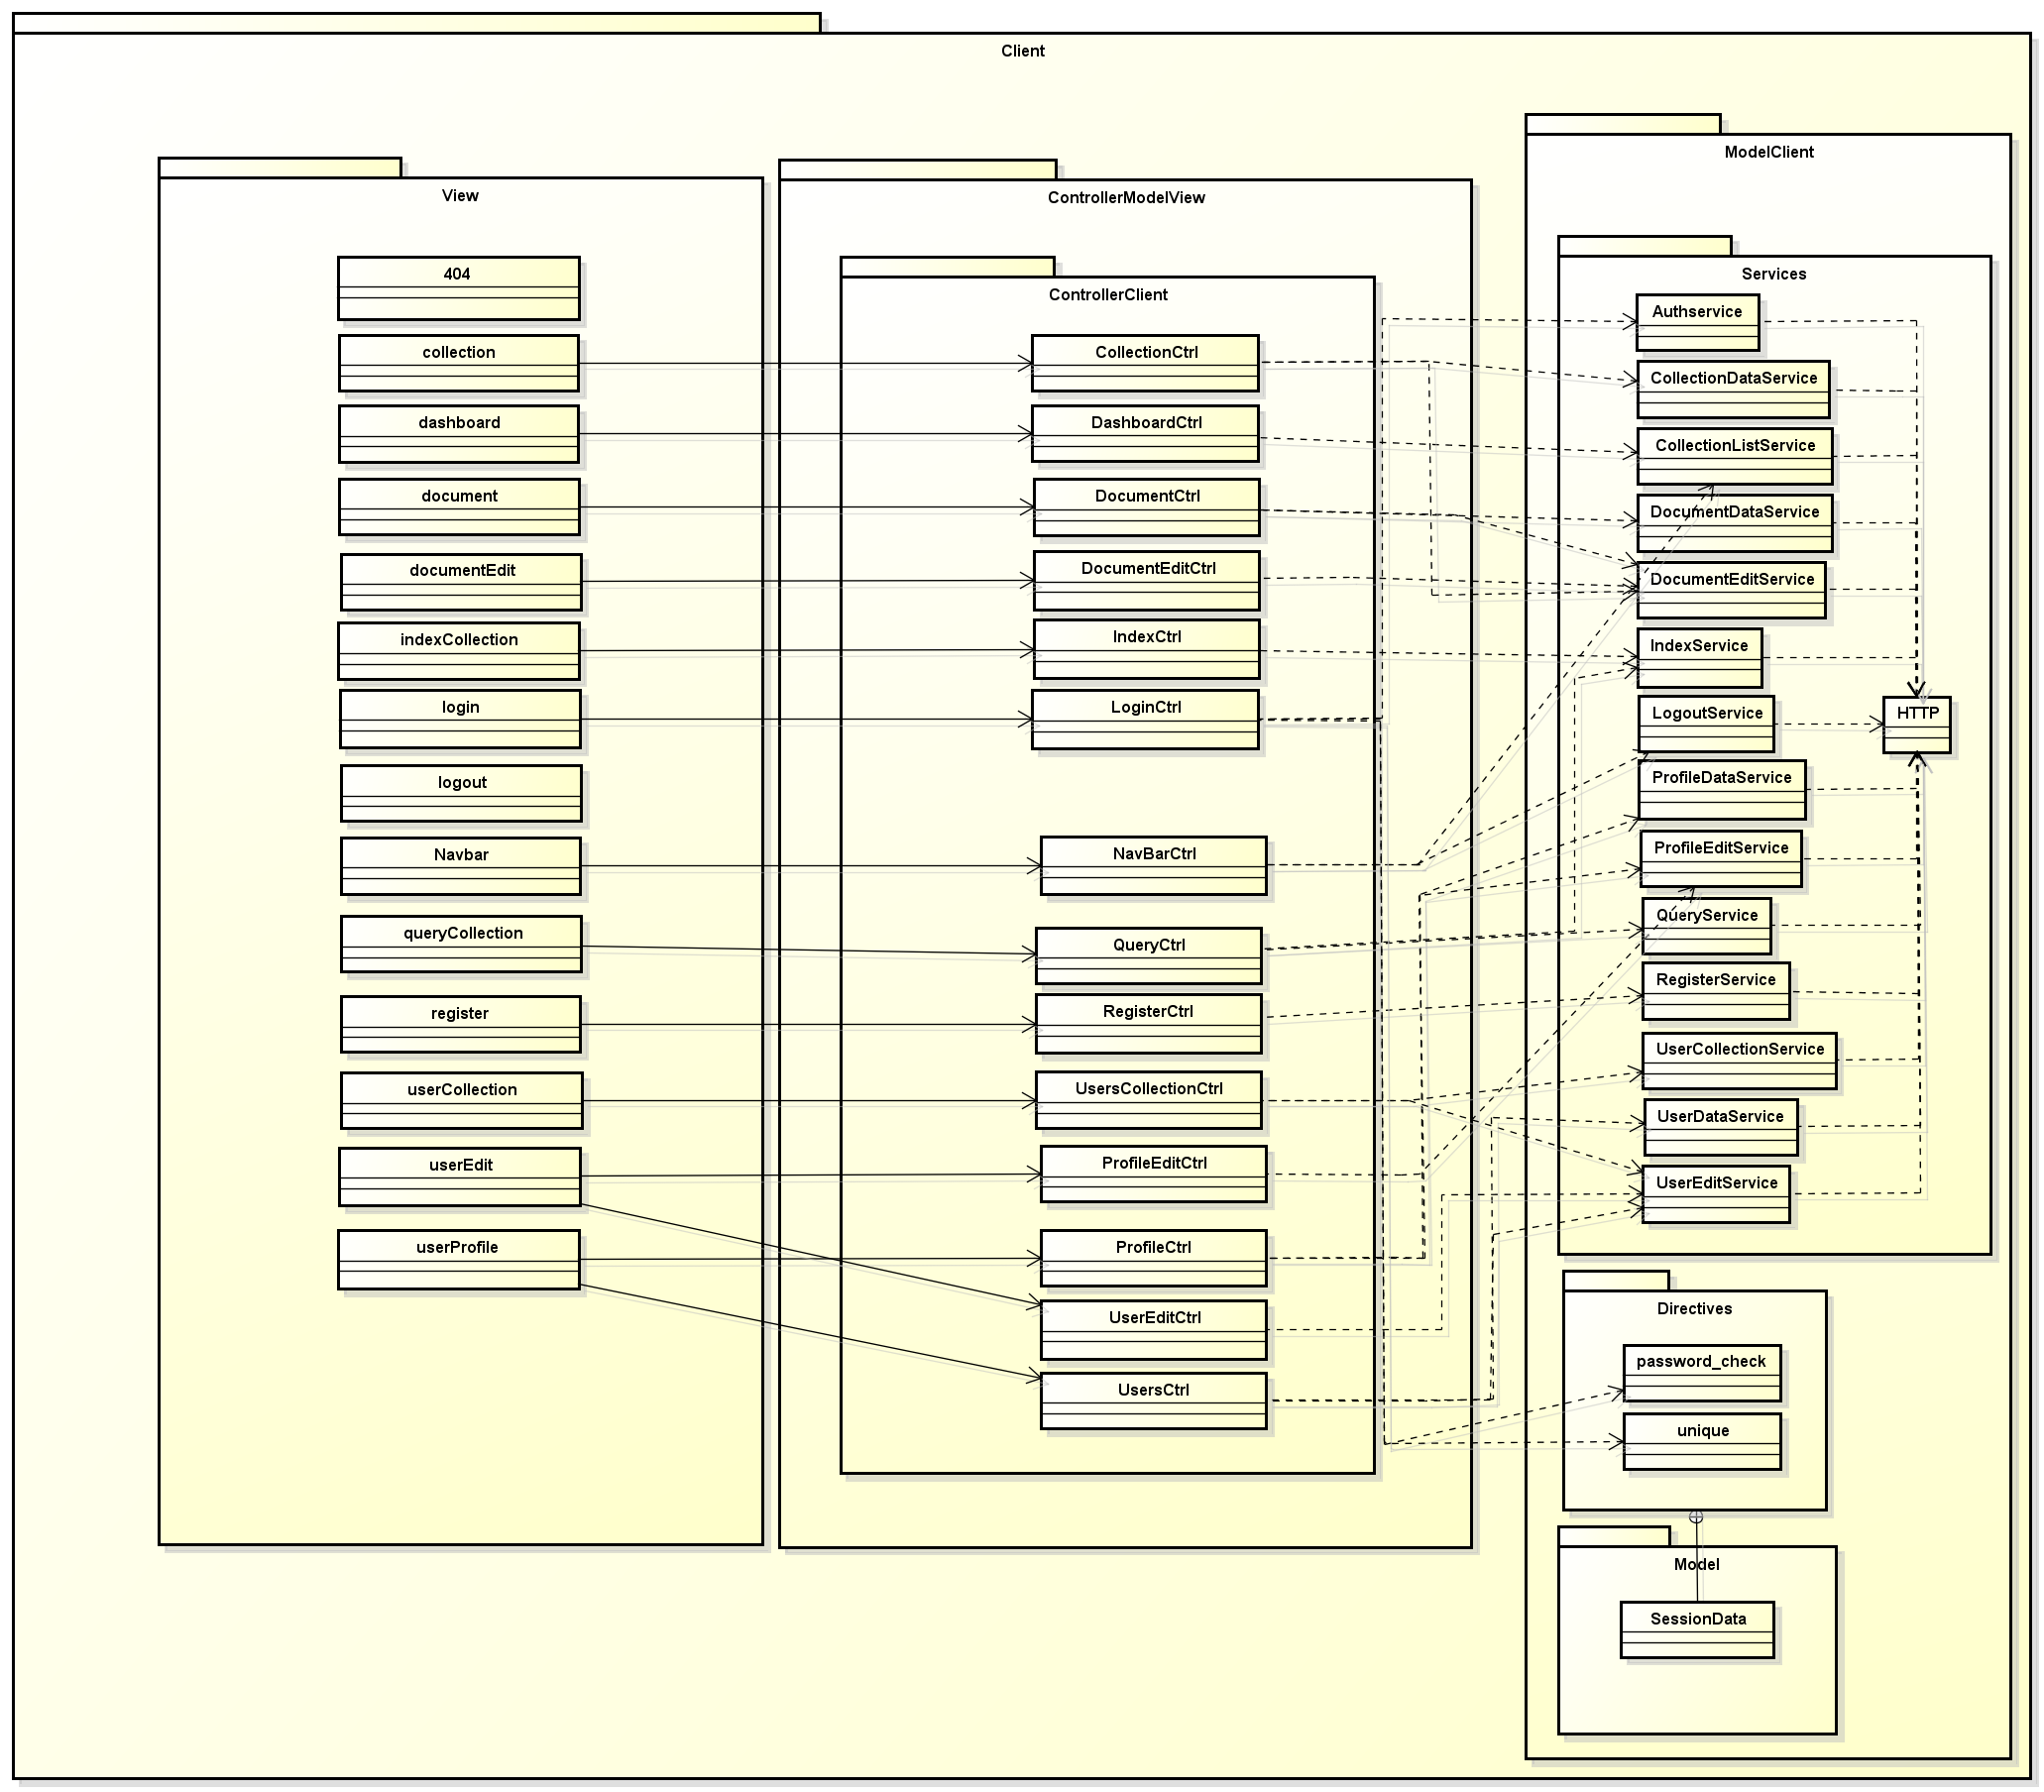 Client
View
404
collection
dashboard
document
documentEdit
indexCollection
login
logout
Navbar
queryCollection
register
userCollection
userEdit
userProfile
ControllerModelView
ControllerClient
CollectionCtrl
DashboardCtrl
DocumentCtrl
DocumentEditCtrl
IndexCtrl
LoginCtrl
NavBarCtrl
QueryCtrl
RegisterCtrl
UsersCollectionCtrl
ProfileEditCtrl
ProfileCtrl
UserEditCtrl
UsersCtrl
ModelClient
Services
Authservice
CollectionDataService
CollectionListService
DocumentDataService
DocumentEditService
IndexService
LogoutService
HTTP
ProfileDataService
ProfileEditService
QueryService
RegisterService
UserCollectionService
UserDataService
UserEditService
Directives
password_check
unique
Model
SessionData